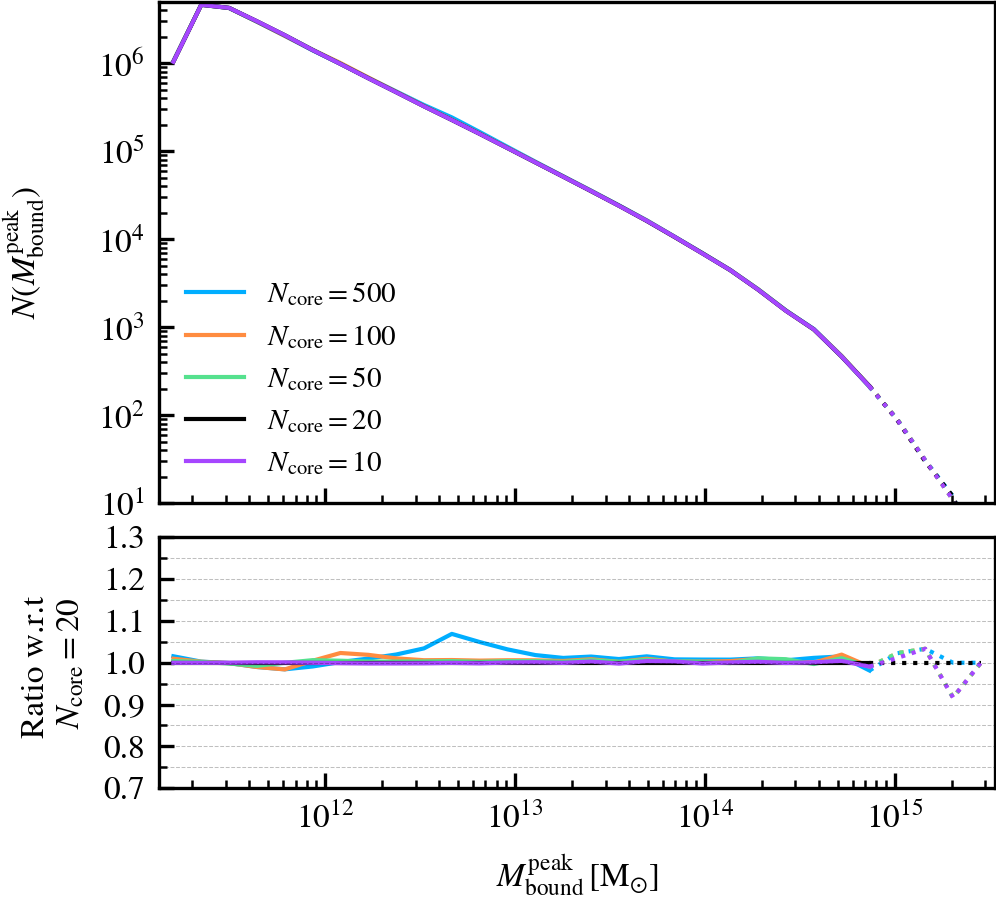 N(M_bound^peak)
10^6
10^5
10^4
10^3
10^2
10^1
N_core = 500
N_core = 100
N_core = 50
N_core = 20
N_core = 10
Ratio w.r.t
N_core = 20
1.3
1.2
1.1
1.0
0.9
0.8
0.7
10^12 10^13 10^14 10^15
M_bound^peak [M_⊙]